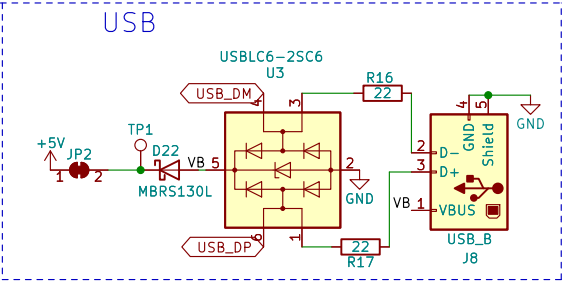 USB
USBLC6-2SC6
U3
USB_DM
4
3
R16
22
4
5
GND
GND
Shield
+5V
JP2
1
2
TP1
D22
MBRS130L
VB
5
2
GND
2
D-
3
D+
VB
1
VBUS
USB_DP
6
1
22
R17
USB_B
J8